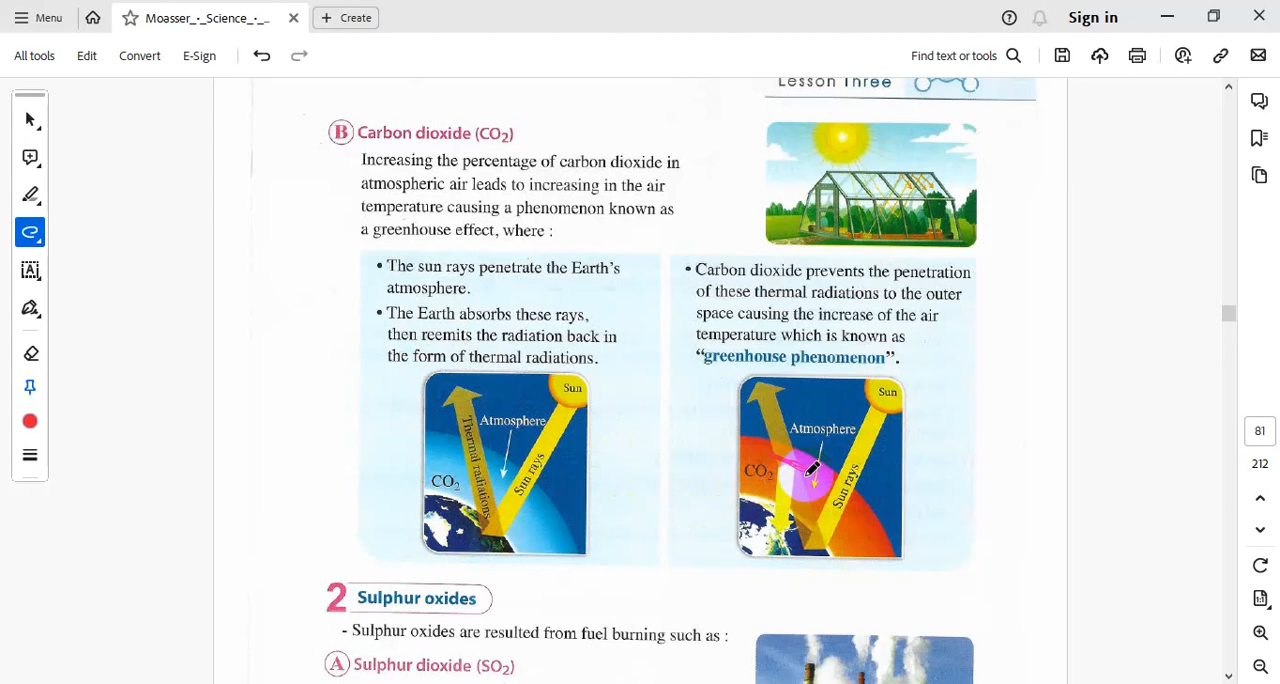 Menu
Moasser_•_Science_•_-
Create
Sign in
All tools
Edit
Convert
E-Sign
Find text or tools
Lesson Three
B Carbon dioxide (CO₂)
Increasing the percentage of carbon dioxide in
atmospheric air leads to increasing in the air
temperature causing a phenomenon known as
a greenhouse effect, where :
• The sun rays penetrate the Earth's
atmosphere.
• The Earth absorbs these rays,
then reemits the radiation back in
the form of thermal radiations.
Sun
Atmosphere
Thermal radiations
Sun rays
CO₂
• Carbon dioxide prevents the penetration
of these thermal radiations to the outer
space causing the increase of the air
temperature which is known as
"greenhouse phenomenon".
Sun
Atmosphere
CO₂
Sun rays
2 Sulphur oxides
- Sulphur oxides are resulted from fuel burning such as :
A Sulphur dioxide (SO₂)
81
212